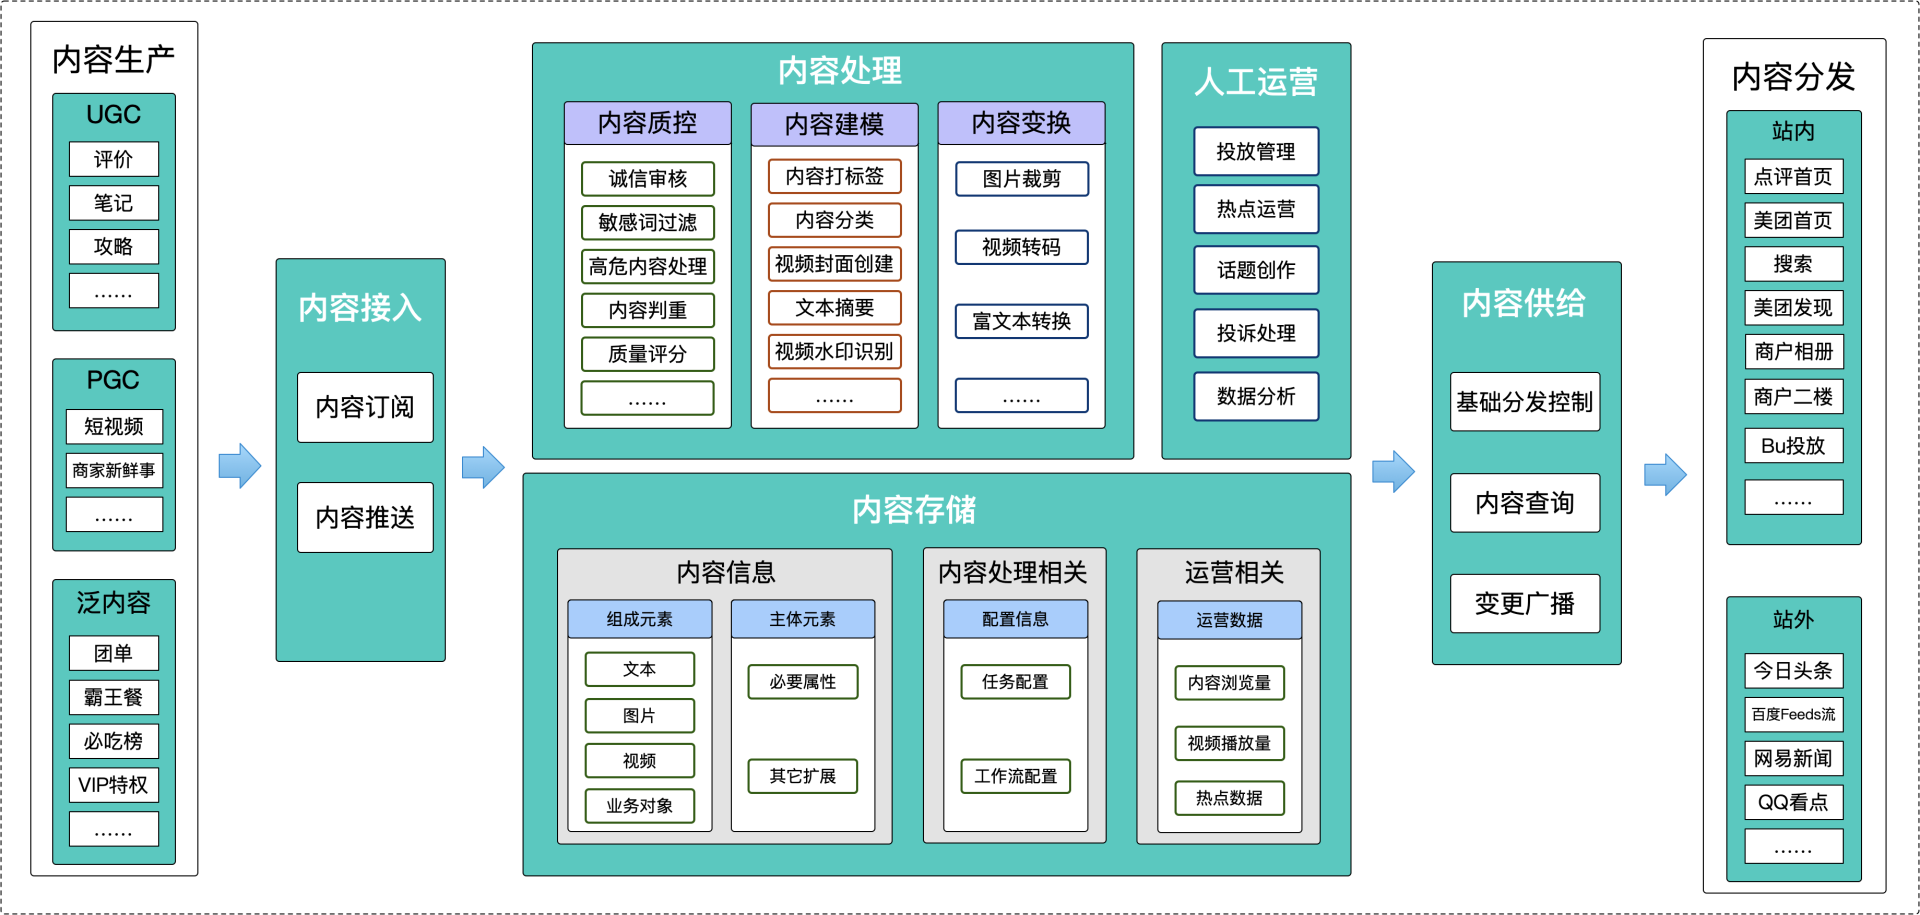 内容生产
UGC
评价
笔记
攻略
……
PGC
短视频
商家新鲜事
……
泛内容
团单
霸王餐
必吃榜
VIP特权
……
内容接入
内容订阅
内容推送
内容处理
内容质控
诚信审核
敏感词过滤
高危内容处理
内容判重
质量评分
……
内容建模
内容打标签
内容分类
视频封面创建
文本摘要
视频水印识别
……
内容变换
图片裁剪
视频转码
富文本转换
……
人工运营
投放管理
热点运营
话题创作
投诉处理
数据分析
内容存储
内容信息
组成元素
文本
图片
视频
业务对象
主体元素
必要属性
其它扩展
内容处理相关
配置信息
任务配置
工作流配置
运营相关
运营数据
内容浏览量
视频播放量
热点数据
内容供给
基础分发控制
内容查询
变更广播
内容分发
站内
点评首页
美团首页
搜索
美团发现
商户相册
商户二楼
Bu投放
……
站外
今日头条
百度Feeds流
网易新闻
QQ看点
……